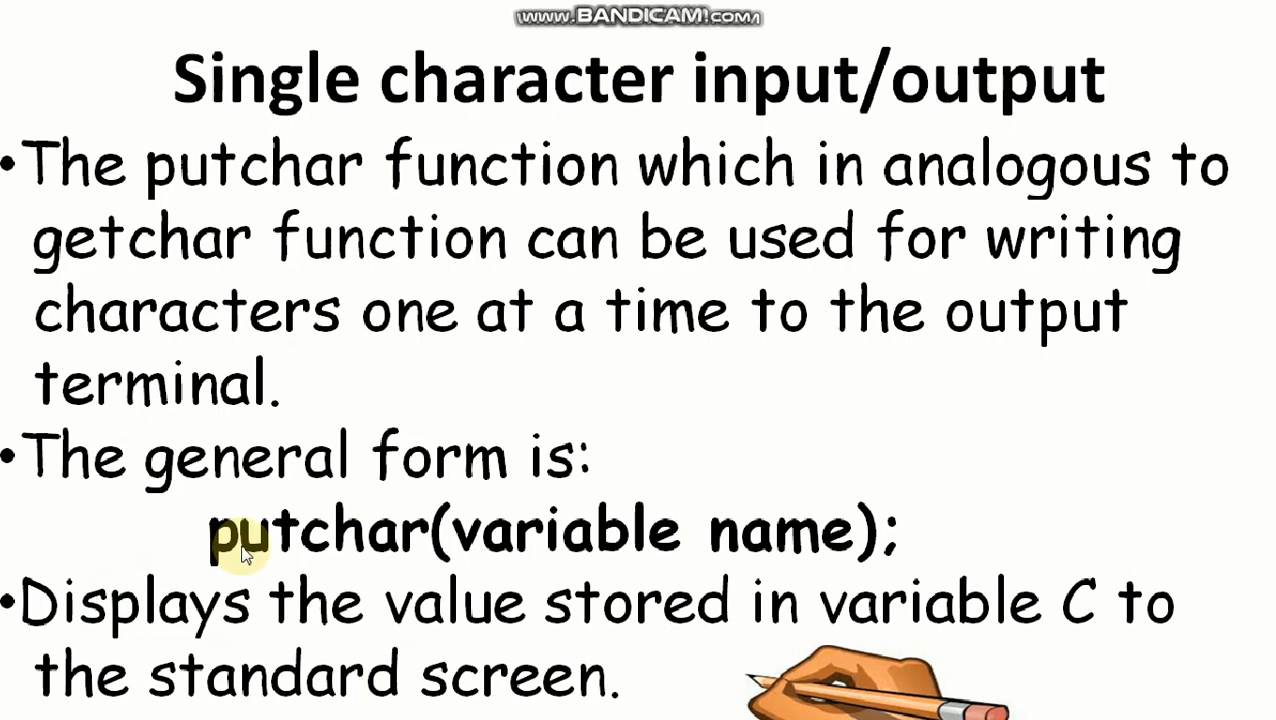 www.BANDICAM.com
Single character input/output
•The putchar function which in analogous to
getchar function can be used for writing
characters one at a time to the output
terminal.
•The general form is:
putchar(variable name);
•Displays the value stored in variable C to
the standard screen.